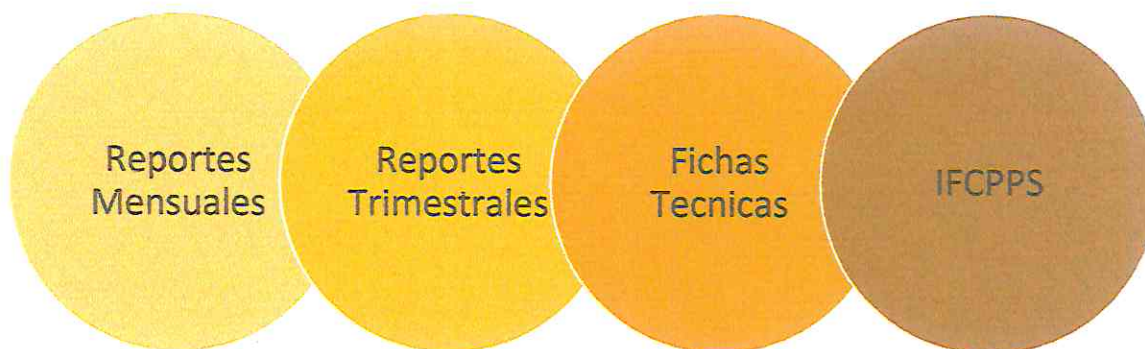 Reportes
Mensuales
Reportes
Trimestrales
Fichas
Tecnicas
IFCPPS